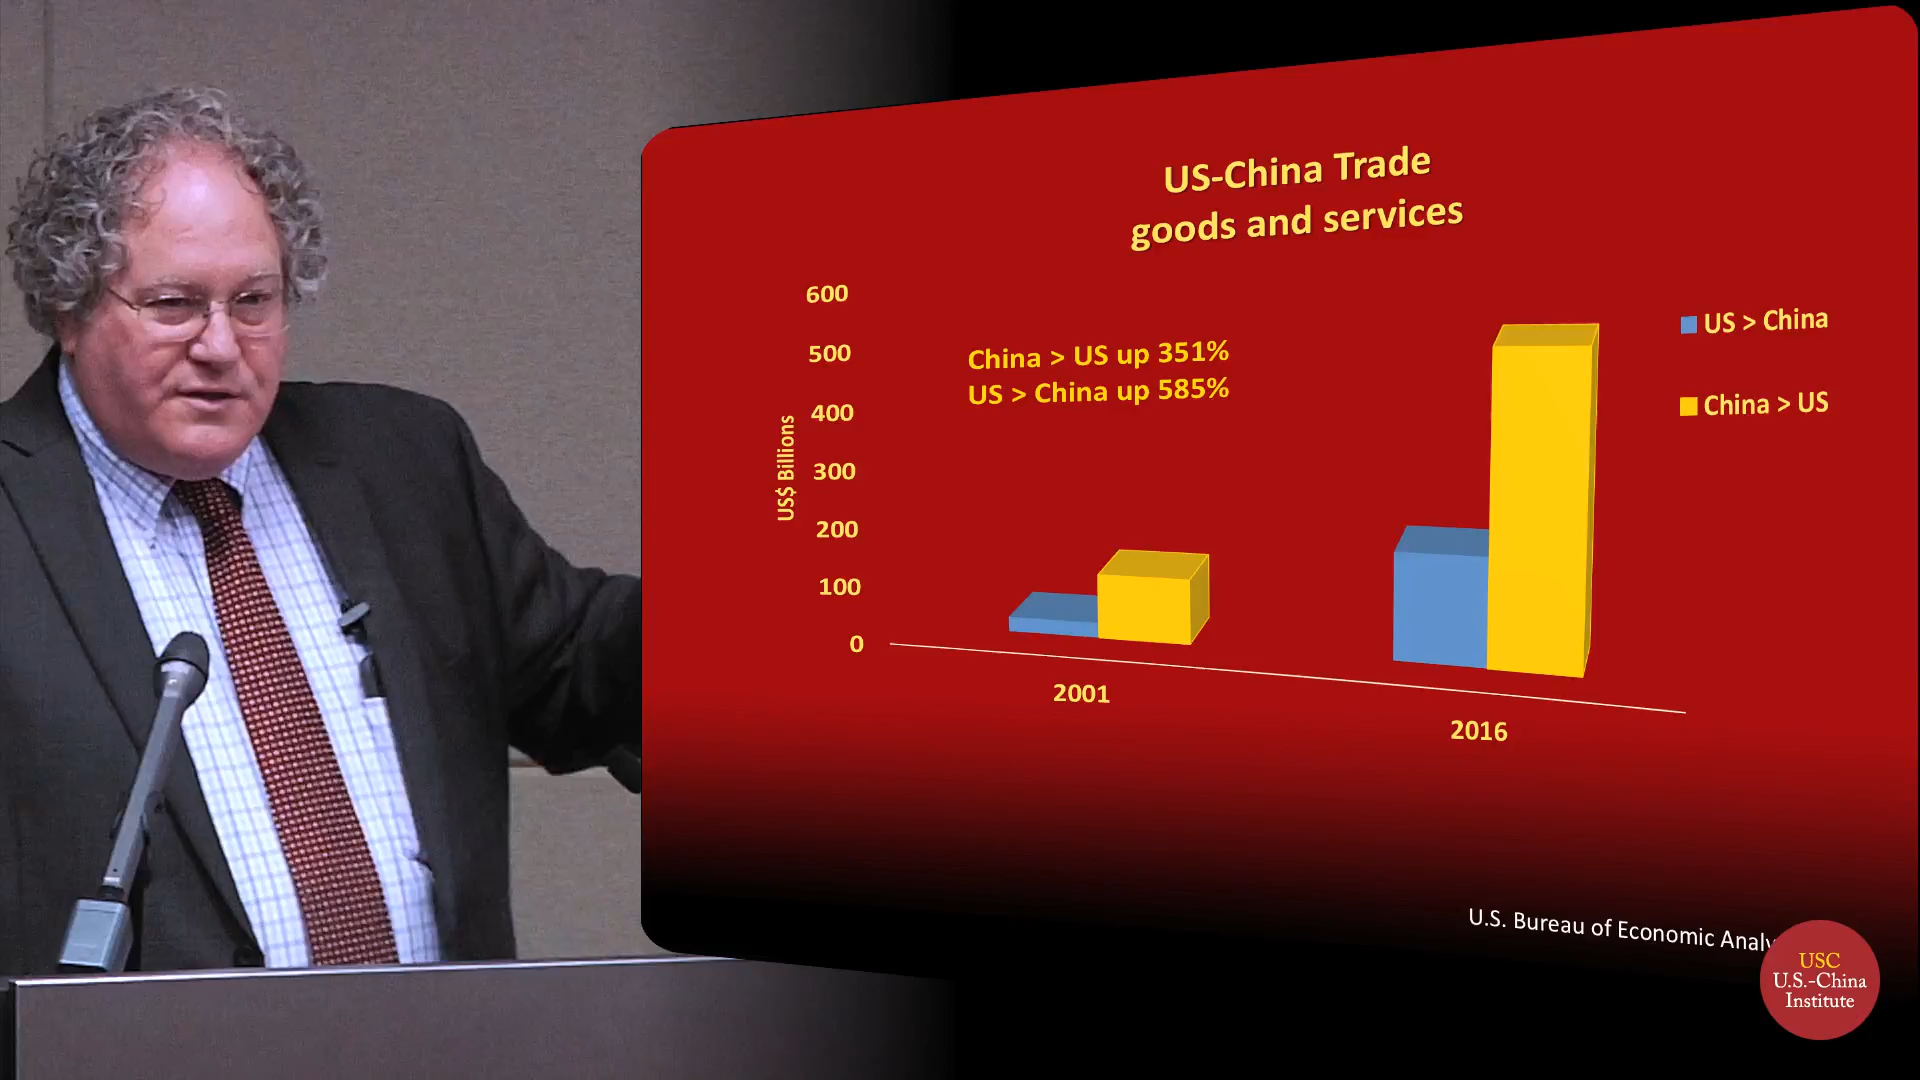 US-China Trade
goods and services
600
500
400
300
200
100
0
US$ Billions
China > US up 351%
US > China up 585%
US > China
China > US
2001
2016
U.S. Bureau of Economic
USC
U.S.-China
Institute